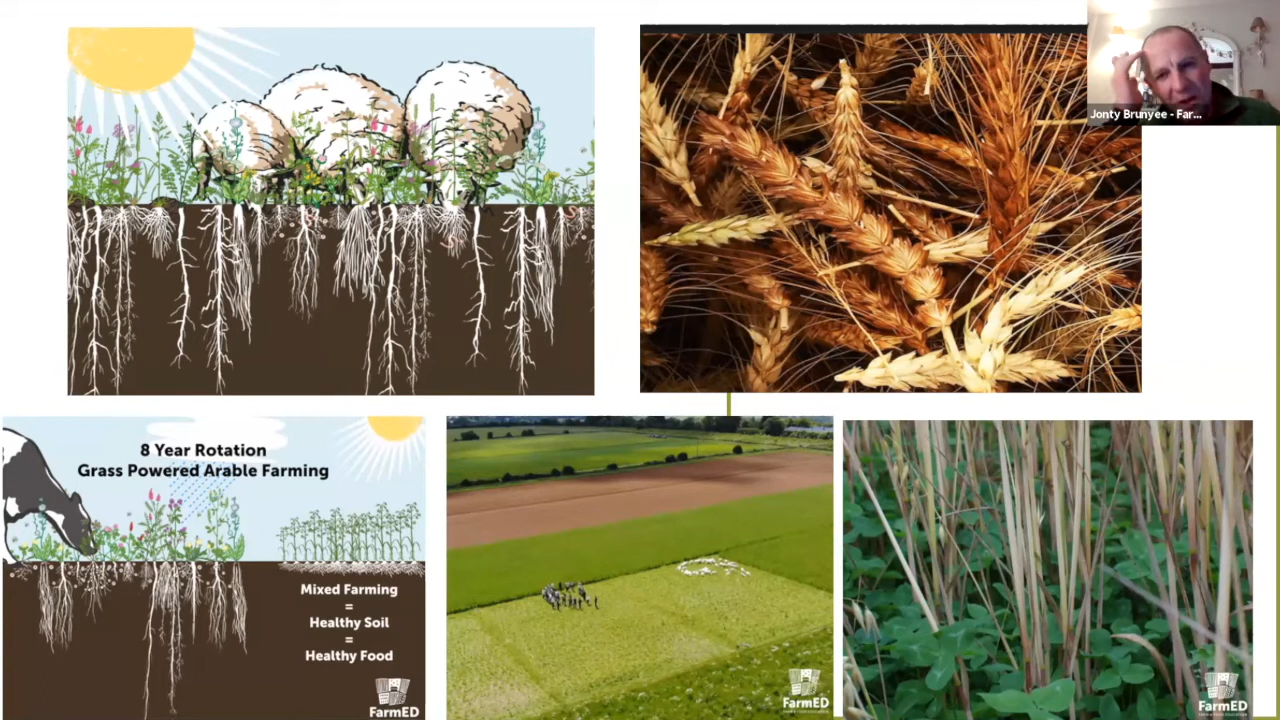 Jonty Brunyee - Far...
8 Year Rotation
Grass Powered Arable Farming
Mixed Farming
=
Healthy Soil
=
Healthy Food
FarmED
FarmED
FarmED